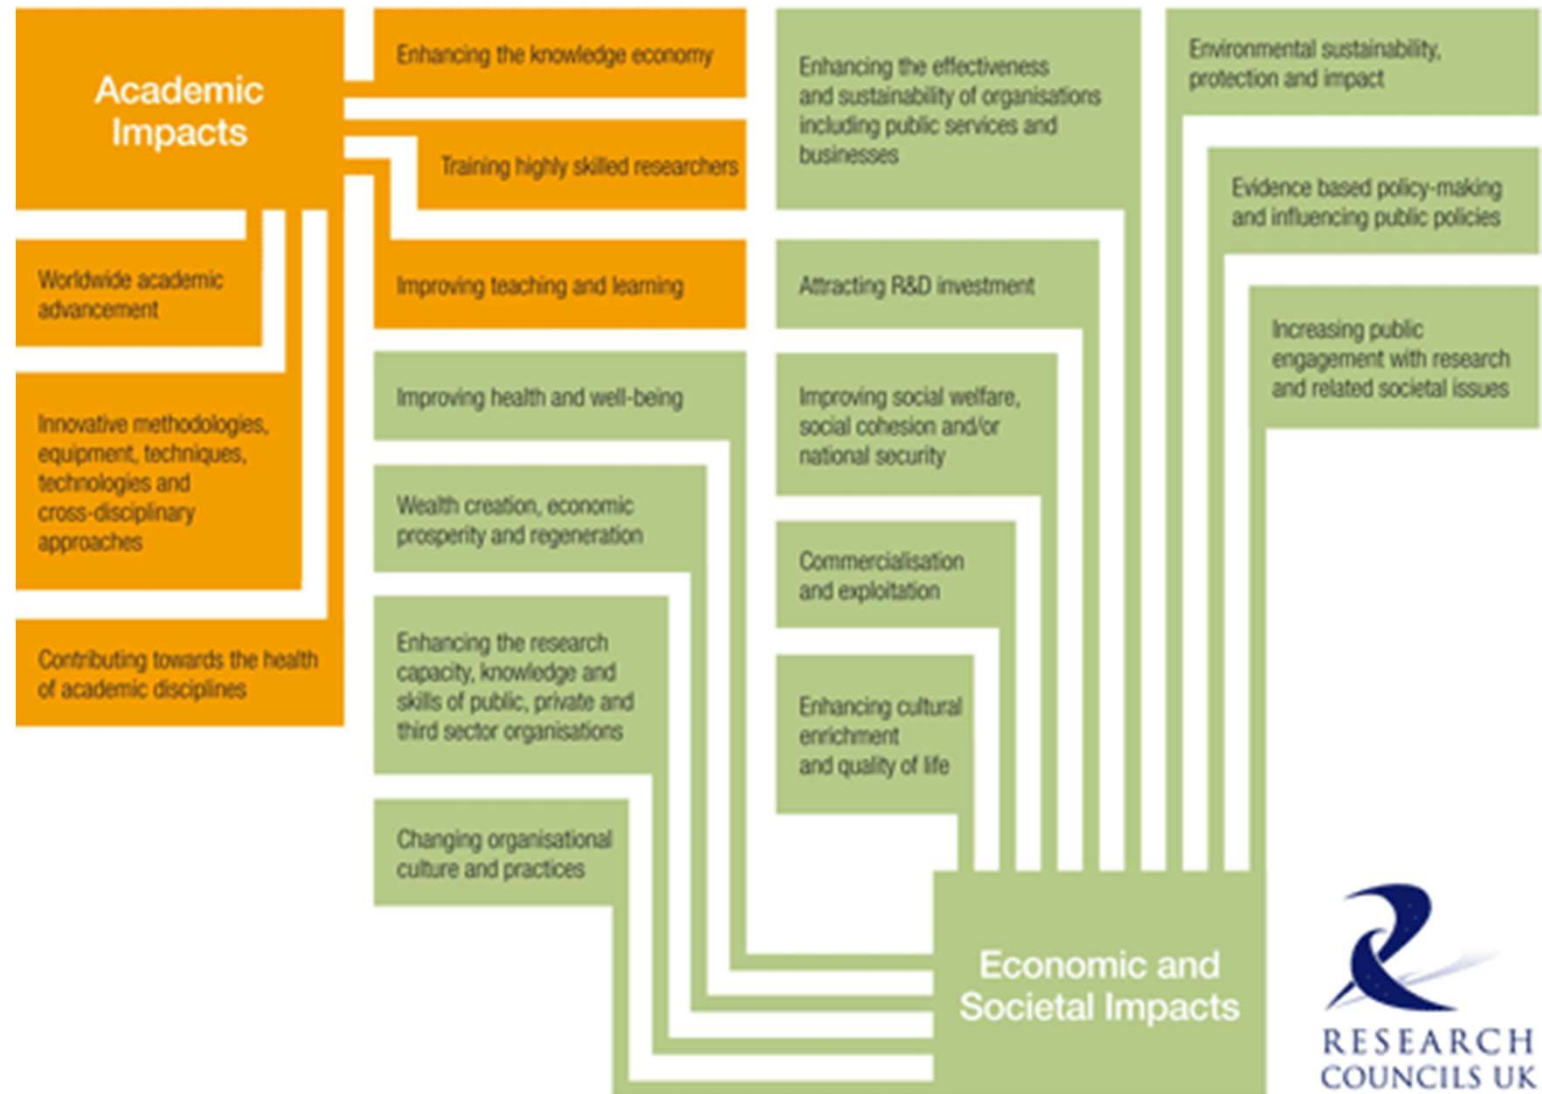 Academic
Impacts
Worldwide academic
advancement
Innovative methodologies,
equipment, techniques,
technologies and
cross-disciplinary
approaches
Contributing towards the health
of academic disciplines
Enhancing the knowledge economy
Training highly skilled researchers
Improving teaching and learning
Improving health and well-being
Wealth creation, economic
prosperity and regeneration
Enhancing the research
capacity, knowledge and
skills of public, private and
third sector organisations
Changing organisational
culture and practices
Enhancing the effectiveness
and sustainability of organisations
including public services and
businesses
Attracting R&D investment
Improving social welfare,
social cohesion and/or
national security
Commercialisation
and exploitation
Enhancing cultural
enrichment
and quality of life
Environmental sustainability,
protection and impact
Evidence based policy-making
and influencing public policies
Increasing public
engagement with research
and related societal issues
Economic and
Societal Impacts
RESEARCH
COUNCILS UK